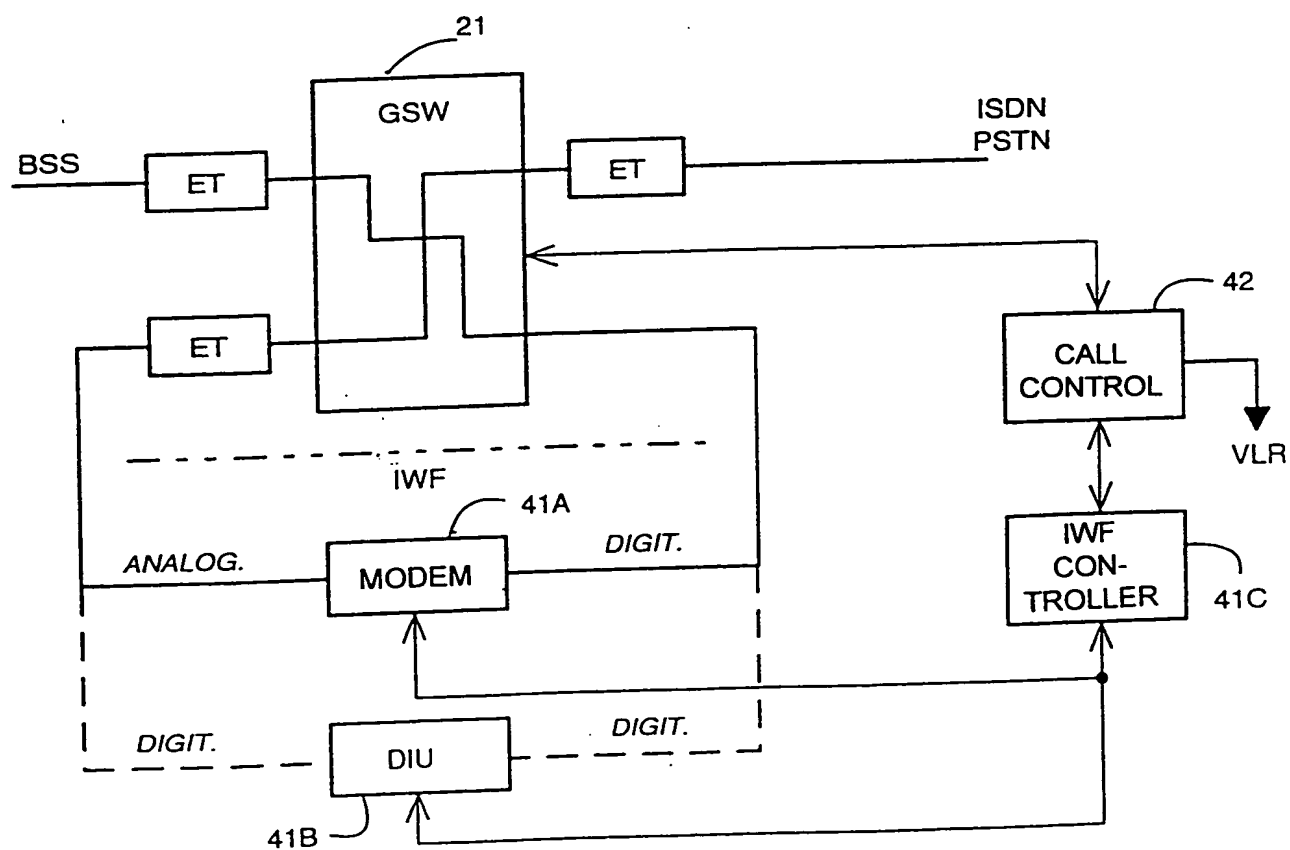 21
GSW
ISDN
PSTN
BSS
ET
ET
42
ET
CALL
CONTROL
VLR
IWF
41A
ANALOG.
MODEM
DIGIT.
IWF
CON-
TROLLER
41C
DIGIT.
DIU
DIGIT.
41B